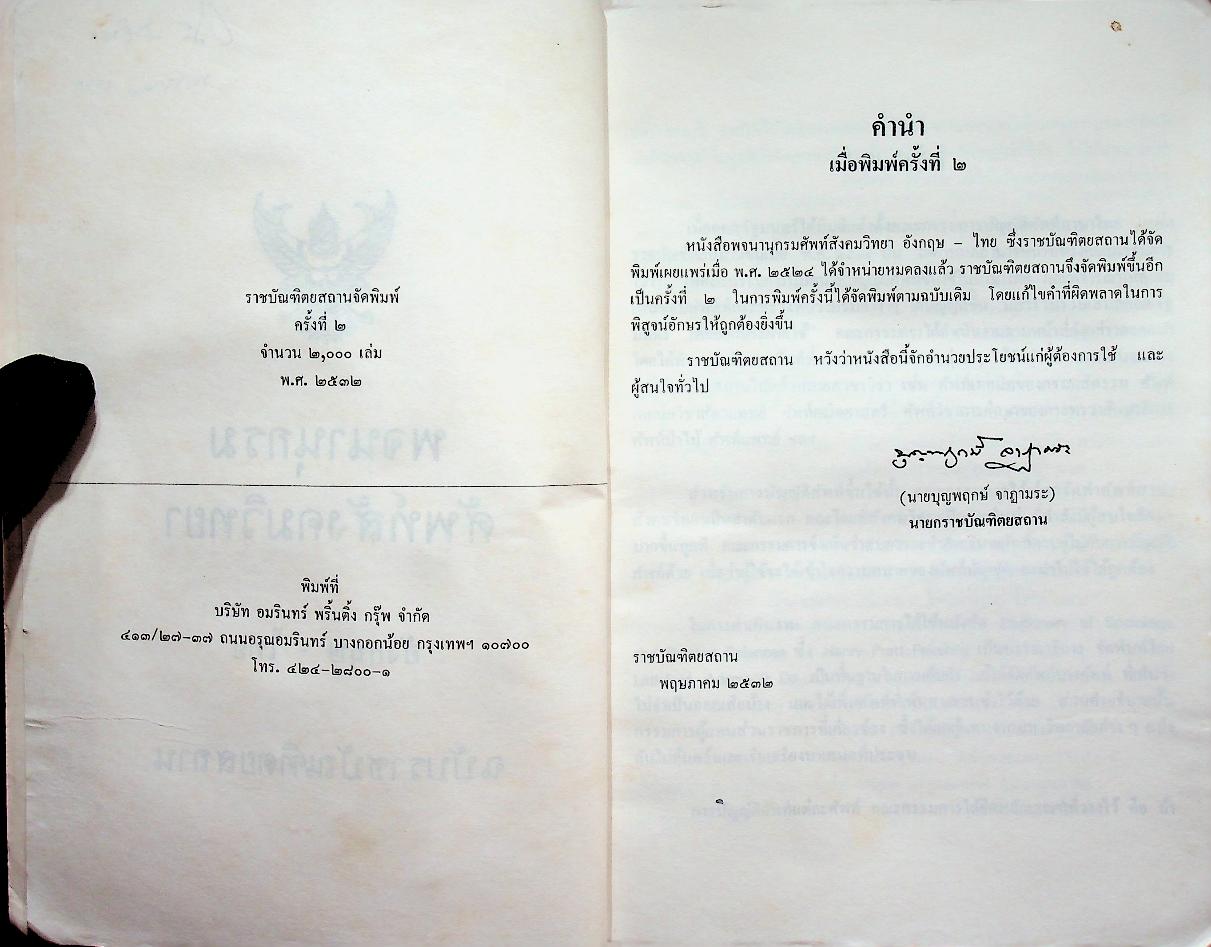 ราชบัณฑิตยสถานจัดพิมพ์
ครั้งที่ ๒
จำนวน ๒,๐๐๐ เล่ม
พ.ศ. ๒๕๓๒
พิมพ์ที่
บริษัท อมรินทร์ พริ้นติ้ง กรุ๊พ จำกัด
๔๑๓/๒๗-๓๗ ถนนอรุณอมรินทร์ บางกอกน้อย กรุงเทพฯ ๑๐๗๐๐
โทร. ๔๒๔-๒๘๐๐-๑
คำนำ
เมื่อพิมพ์ครั้งที่ ๒
หนังสือพจนานุกรมศัพท์สังคมวิทยา อังกฤษ – ไทย ซึ่งราชบัณฑิตยสถานได้จัด
พิมพ์เผยแพร่เมื่อ พ.ศ. ๒๕๒๔ ได้จำหน่ายหมดลงแล้ว ราชบัณฑิตยสถานจึงจัดพิมพ์ขึ้นอีก
เป็นครั้งที่ ๒ ในการพิมพ์ครั้งนี้ได้จัดพิมพ์ตามฉบับเดิม โดยแก้ไขคำที่ผิดพลาดในการ
พิสูจน์อักษรให้ถูกต้องยิ่งขึ้น
ราชบัณฑิตยสถาน หวังว่าหนังสือนี้จักอำนวยประโยชน์แก่ผู้ต้องการใช้ และ
ผู้สนใจทั่วไป
(นายบุญพฤกษ์ จาฏามระ)
นายกราชบัณฑิตยสถาน
ราชบัณฑิตยสถาน
พฤษภาคม ๒๕๓๒